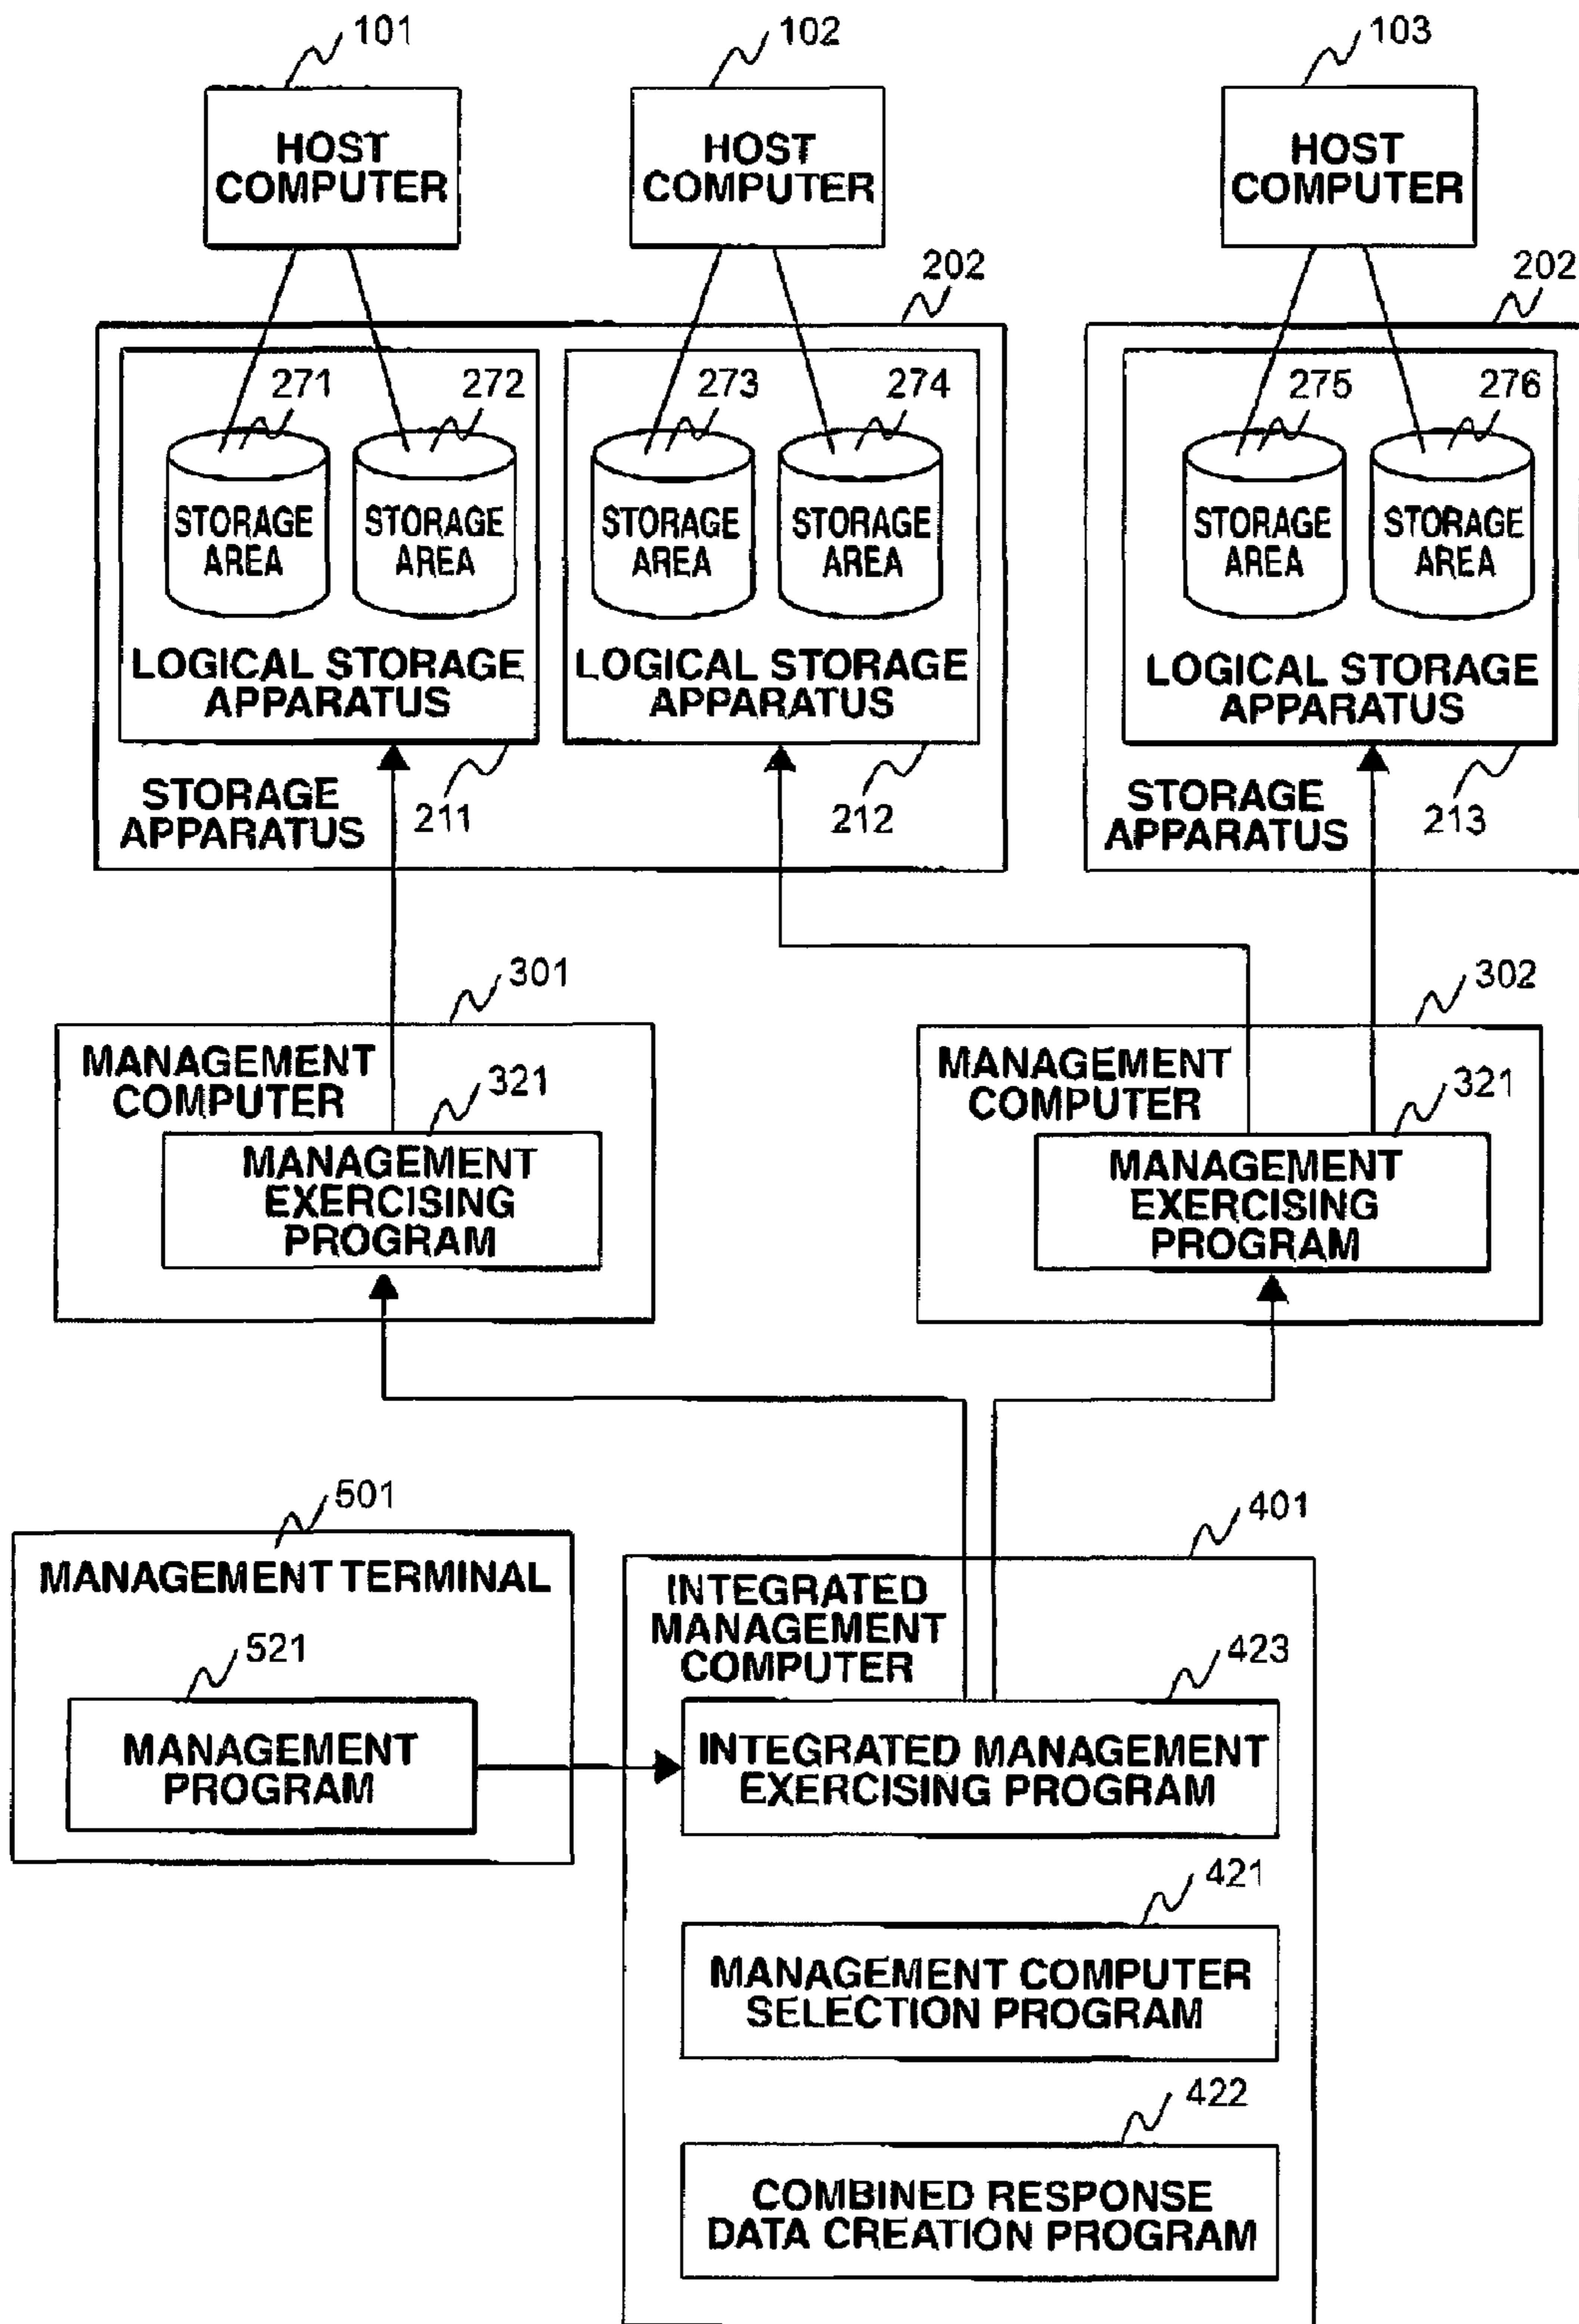 101
102
103
HOST
COMPUTER
HOST
COMPUTER
HOST
COMPUTER
202
202
271
272
273
274
275
276
STORAGE
AREA
STORAGE
AREA
STORAGE
AREA
STORAGE
AREA
STORAGE
AREA
STORAGE
AREA
LOGICAL STORAGE
APPARATUS
LOGICAL STORAGE
APPARATUS
LOGICAL STORAGE
APPARATUS
STORAGE
APPARATUS
211
212
STORAGE
APPARATUS
213
301
302
MANAGEMENT
COMPUTER
321
MANAGEMENT
EXERCISING
PROGRAM
MANAGEMENT
COMPUTER
321
MANAGEMENT
EXERCISING
PROGRAM
501
MANAGEMENT TERMINAL
521
MANAGEMENT
PROGRAM
401
INTEGRATED
MANAGEMENT
COMPUTER
423
INTEGRATED MANAGEMENT
EXERCISING PROGRAM
421
MANAGEMENT COMPUTER
SELECTION PROGRAM
422
COMBINED RESPONSE
DATA CREATION PROGRAM